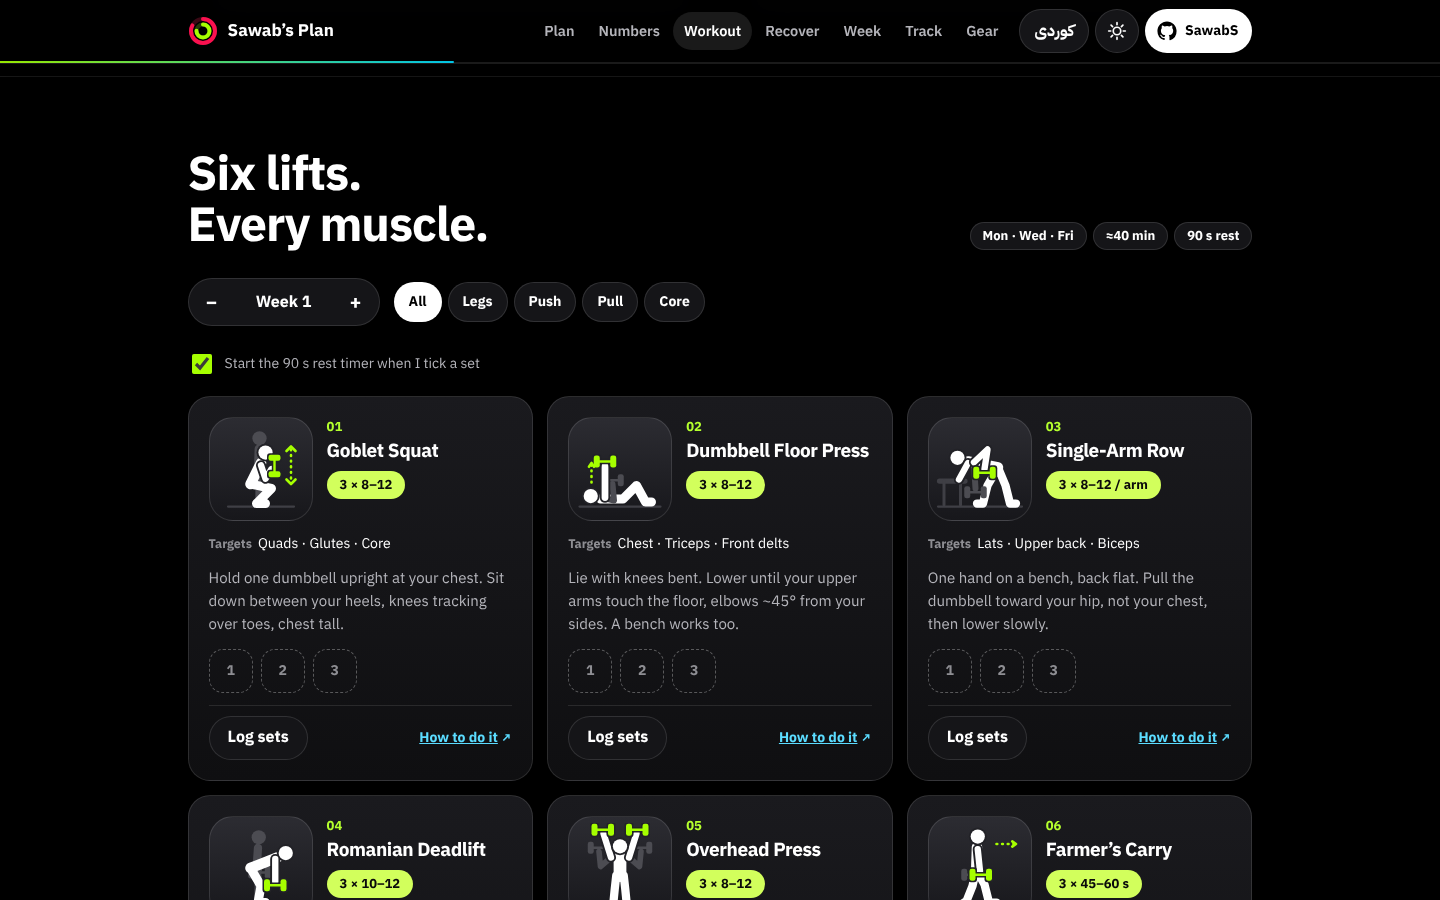 Sawab’s Plan
Plan
Numbers
Workout
Recover
Week
Track
Gear
کوردی
SawabS
Six lifts.
Every muscle.
Mon · Wed · Fri
≈40 min
90 s rest
− Week 1 +
All
Legs
Push
Pull
Core
Start the 90 s rest timer when I tick a set
01
Goblet Squat
3 × 8–12
Targets Quads · Glutes · Core
Hold one dumbbell upright at your chest. Sit
down between your heels, knees tracking
over toes, chest tall.
1 2 3
Log sets
How to do it ↗
02
Dumbbell Floor Press
3 × 8–12
Targets Chest · Triceps · Front delts
Lie with knees bent. Lower until your upper
arms touch the floor, elbows ~45° from your
sides. A bench works too.
1 2 3
Log sets
How to do it ↗
03
Single-Arm Row
3 × 8–12 / arm
Targets Lats · Upper back · Biceps
One hand on a bench, back flat. Pull the
dumbbell toward your hip, not your chest,
then lower slowly.
1 2 3
Log sets
How to do it ↗
04
Romanian Deadlift
3 × 10–12
05
Overhead Press
3 × 8–12
06
Farmer’s Carry
3 × 45–60 s